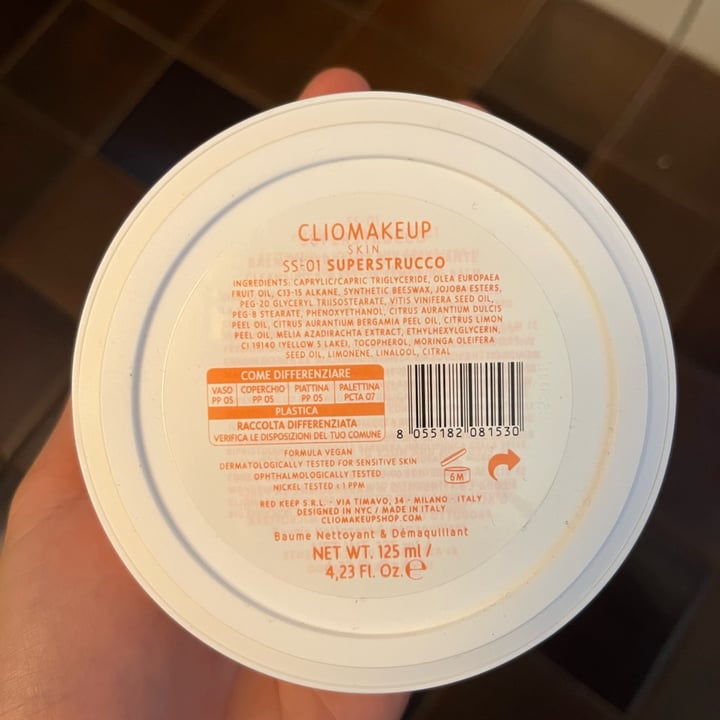 CLIOMAKEUP
SKIN
SS-01 SUPERSTRUCCO
INGREDIENTS: CAPRYLIC/CAPRIC TRIGLYCERIDE, OLEA EUROPAEA
FRUIT OIL, C13-15 ALKANE, SYNTHETIC BEESWAX, JOJOBA ESTERS,
PEG-20 GLYCERYL TRIISOSTEARATE, VITIS VINIFERA SEED OIL,
PEG-8 STEARATE, PHENOXYETHANOL, CITRUS AURANTIUM DULCIS
PEEL OIL, CITRUS AURANTIUM BERGAMIA PEEL OIL, CITRUS LIMON
PEEL OIL, MELIA AZADIRACHTA EXTRACT, ETHYLHEXYLGLYCERIN,
CI 19140 (YELLOW 5 LAKE), TOCOPHEROL, MORINGA OLEIFERA
SEED OIL, LIMONENE, LINALOOL, CITRAL
COME DIFFERENZIARE
VASO COPERCHIO PIATTINA PALETTINA
PP 05 PP 05 PP 05 PCTA 07
PLASTICA
RACCOLTA DIFFERENZIATA
VERIFICA LE DISPOSIZIONI DEL TUO COMUNE
8 055182 081530
FORMULA VEGAN
DERMATOLOGICALLY TESTED FOR SENSITIVE SKIN
OPHTHALMOLOGICALLY TESTED
NICKEL TESTED <1 PPM
6M
RED KEEP S.R.L. - VIA TIMAVO, 34 - MILANO - ITALY
DESIGNED IN NYC / MADE IN ITALY
CLIOMAKEUPSHOP.COM
Baume Nettoyant & Démaquillant
NET WT. 125 ml /
4,23 Fl. Oz. ℮